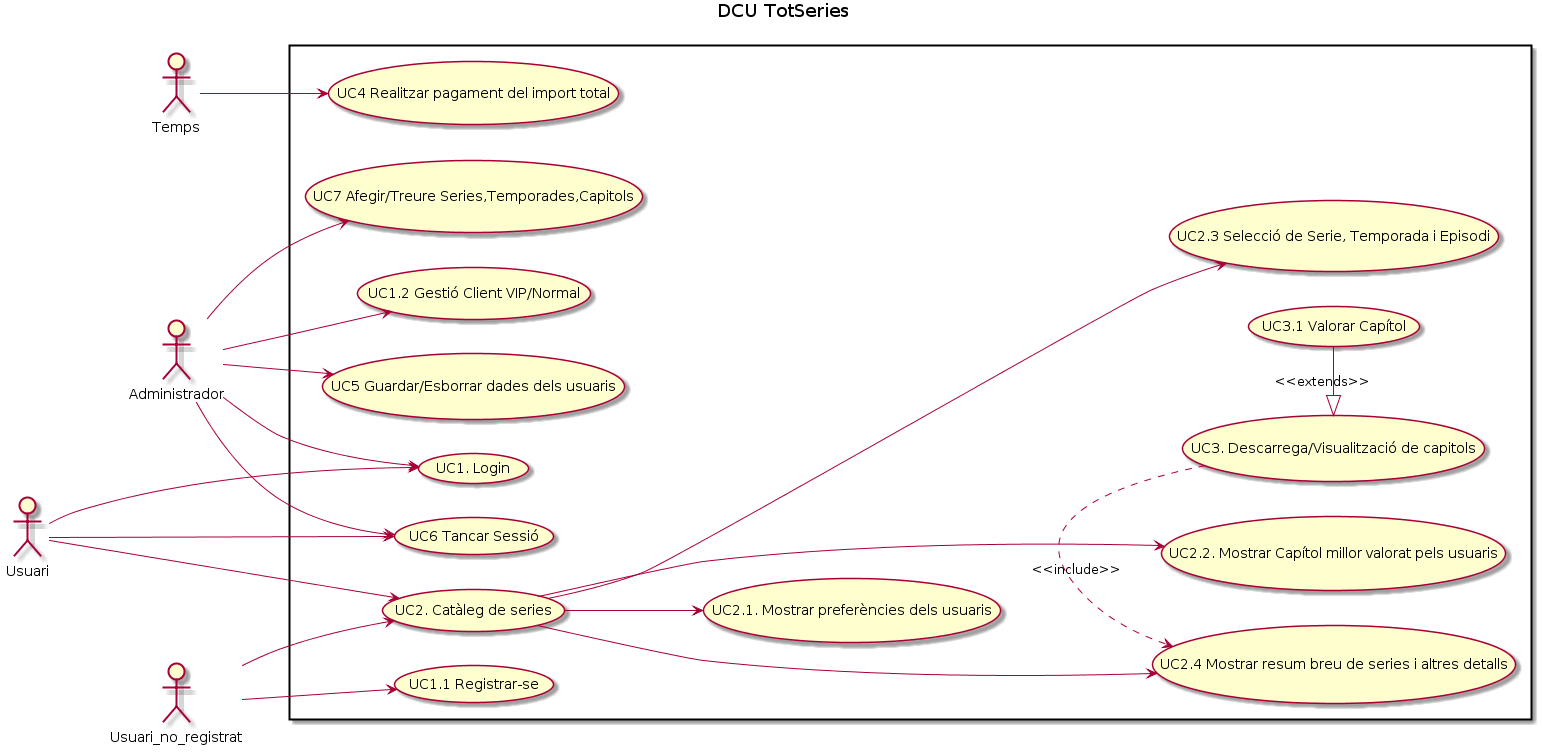 DCU TotSeries
Temps
UC4 Realitzar pagament del import total
UC7 Afegir/Treure Series,Temporades,Capitols
UC2.3 Selecció de Serie, Temporada i Episodi
UC1.2 Gestió Client VIP/Normal
UC3.1 Valorar Capítol
Administrador
UC5 Guardar/Esborrar dades dels usuaris
<<extends>>
UC3. Descarrega/Visualització de capitols
UC1. Login
UC6 Tancar Sessió
Usuari
UC2.2. Mostrar Capítol millor valorat pels usuaris
<<include>>
UC2. Catàleg de series
UC2.1. Mostrar preferències dels usuaris
UC2.4 Mostrar resum breu de series i altres detalls
UC1.1 Registrar-se
Usuari_no_registrat